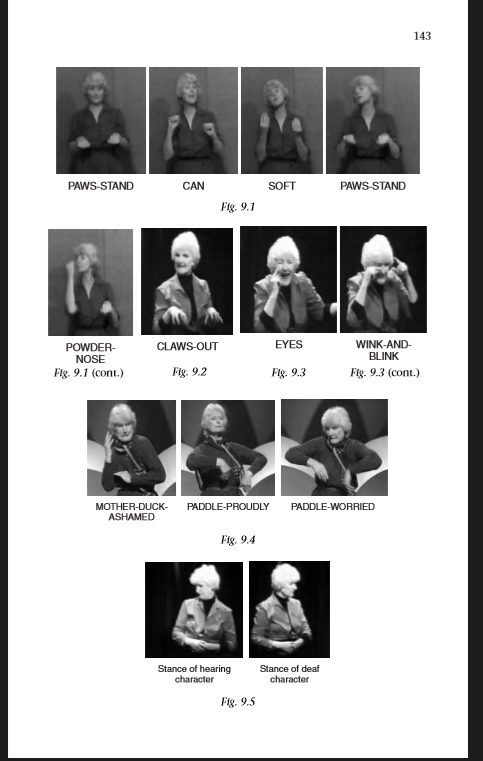 143
PAWS-STAND CAN SOFT PAWS-STAND
Fig. 9.1
POWDER-
NOSE
CLAWS-OUT
EYES
WINK-AND-
BLINK
Fig. 9.1 (cont.) Fig. 9.2 Fig. 9.3 Fig. 9.3 (cont.)
MOTHER-DUCK-
ASHAMED
PADDLE-PROUDLY
PADDLE-WORRIED
Fig. 9.4
Stance of hearing
character
Stance of deaf
character
Fig. 9.5